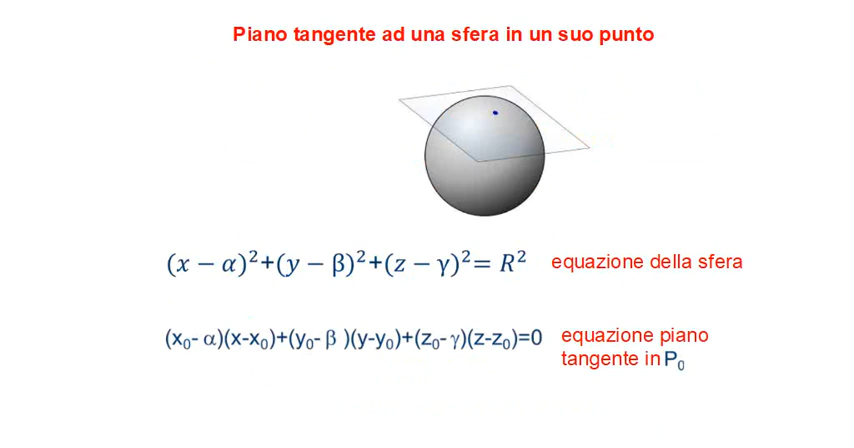 Piano tangente ad una sfera in un suo punto
(x − α)²+(y − β)²+(z − γ)²= R² equazione della sfera
(x₀- α)(x-x₀)+(y₀- β )(y-y₀)+(z₀- γ)(z-z₀)=0 equazione piano
tangente in P₀